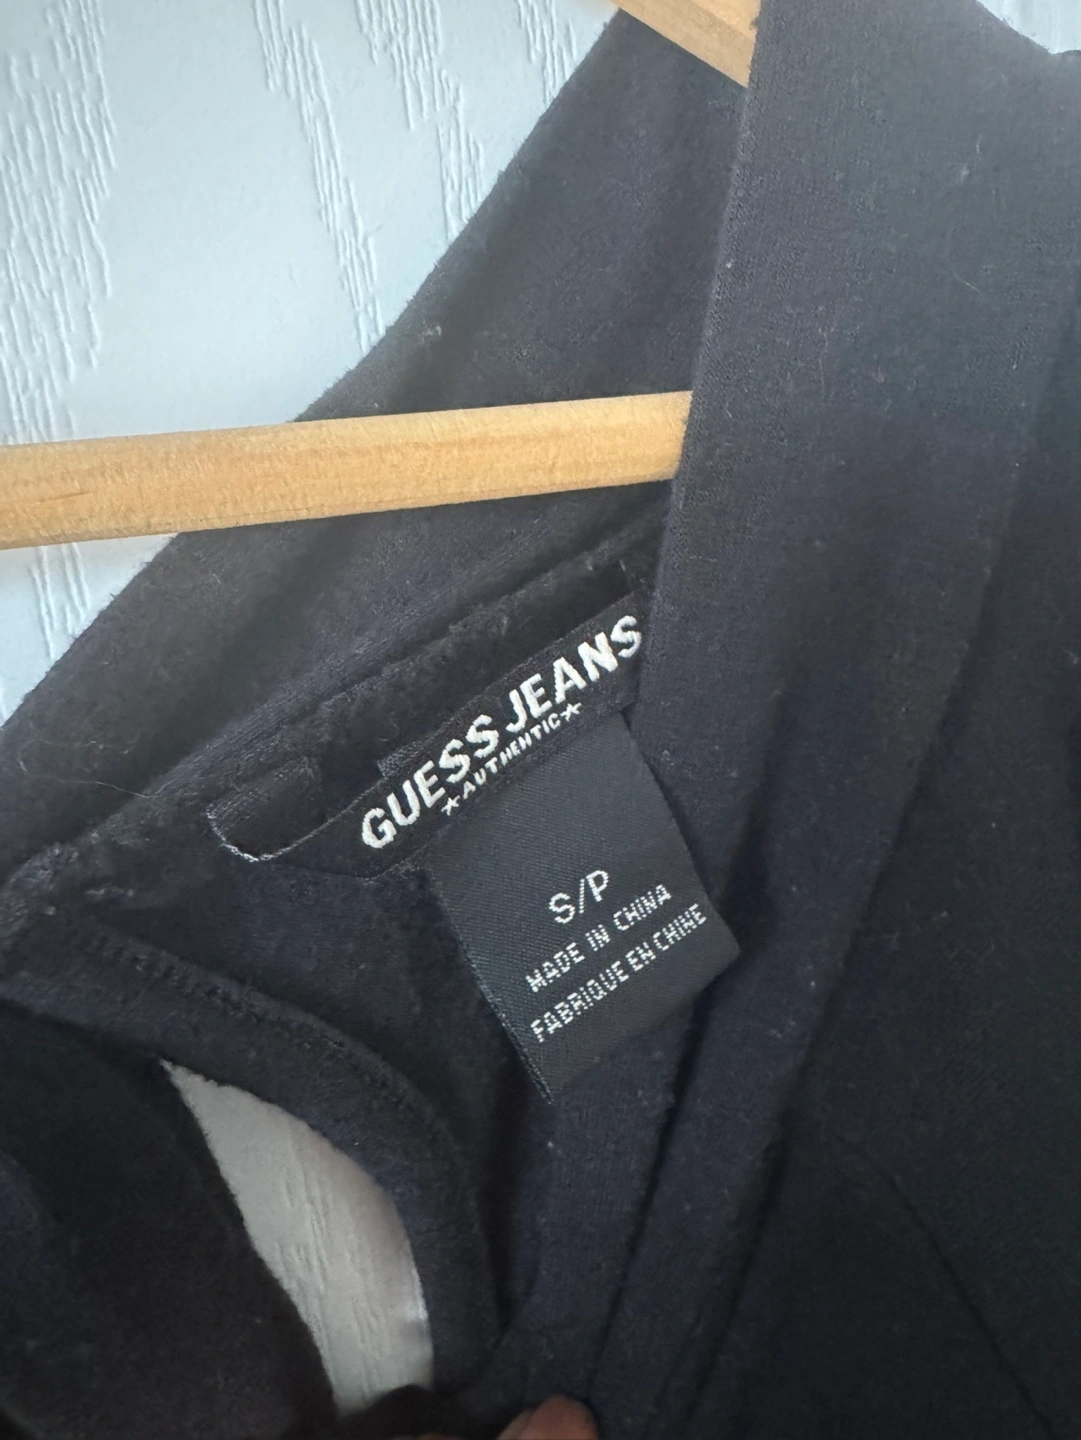 GUESS JEANS
★AUTHENTIC★
S/P
MADE IN CHINA
FABRIQUE EN CHINE